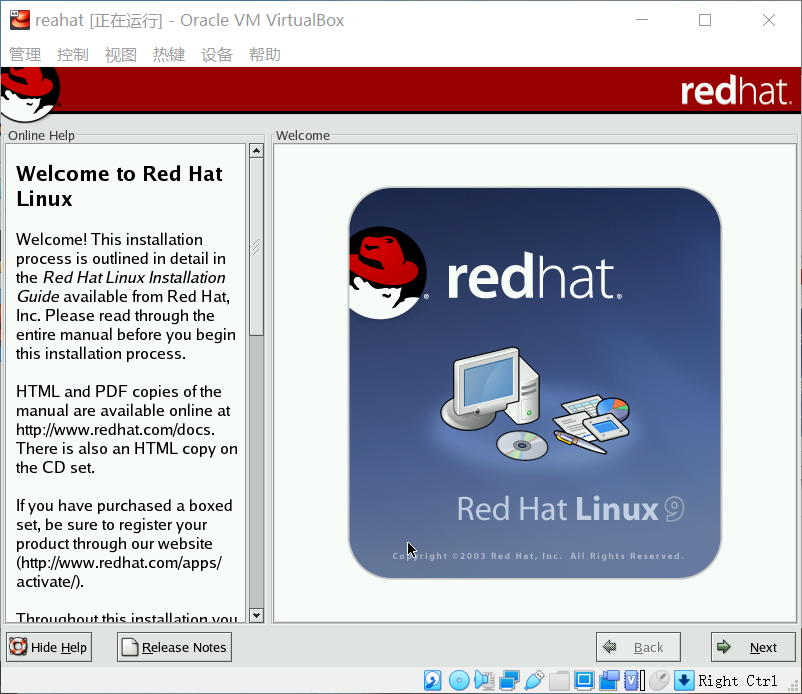 reahat [正在运行] - Oracle VM VirtualBox
管理 控制 视图 热键 设备 帮助
redhat.
Online Help
Welcome to Red Hat
Linux
Welcome! This installation
process is outlined in detail in
the Red Hat Linux Installation
Guide available from Red Hat,
Inc. Please read through the
entire manual before you begin
this installation process.
HTML and PDF copies of the
manual are available online at
http://www.redhat.com/docs.
There is also an HTML copy on
the CD set.
If you have purchased a boxed
set, be sure to register your
product through our website
(http://www.redhat.com/apps/
activate/).
Throughout this installation you
Welcome
redhat.
Red Hat Linux 9
Copyright ©2003 Red Hat, Inc. All Rights Reserved.
Hide Help
Release Notes
Back
Next
Right Ctrl